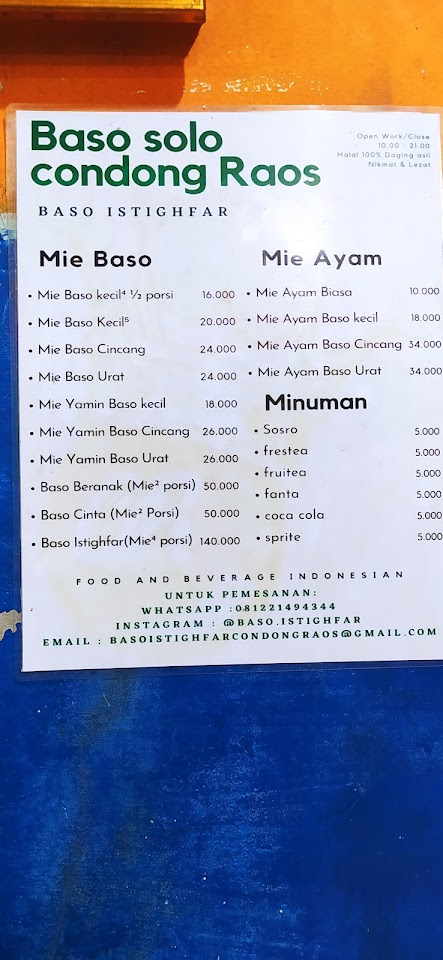 Baso solo
condong Raos
Open Work/Close
10.00 - 21.00
Halal 100% Daging asli
Nikmat & Lezat
BASO ISTIGHFAR
Mie Baso
• Mie Baso kecil⁴ ½ porsi 16.000
• Mie Baso Kecil⁵ 20.000
• Mie Baso Cincang 24.000
• Mie Baso Urat 24.000
• Mie Yamin Baso kecil 18.000
• Mie Yamin Baso Cincang 26.000
• Mie Yamin Baso Urat 26.000
• Baso Beranak (Mie² porsi) 50.000
• Baso Cinta (Mie² Porsi) 50.000
• Baso Istighfar(Mie⁴ porsi) 140.000
Mie Ayam
• Mie Ayam Biasa 10.000
• Mie Ayam Baso kecil 18.000
• Mie Ayam Baso Cincang 34.000
• Mie Ayam Baso Urat 34.000
Minuman
• Sosro 5.000
• frestea 5.000
• fruitea 5.000
• fanta 5.000
• coca cola 5.000
• sprite 5.000
FOOD AND BEVERAGE INDONESIAN
UNTUK PEMESANAN:
WHATSAPP :081221494344
INSTAGRAM : @BASO.ISTIGHFAR
EMAIL : BASOISTIGHFARCONDONGRAOS@GMAIL.COM